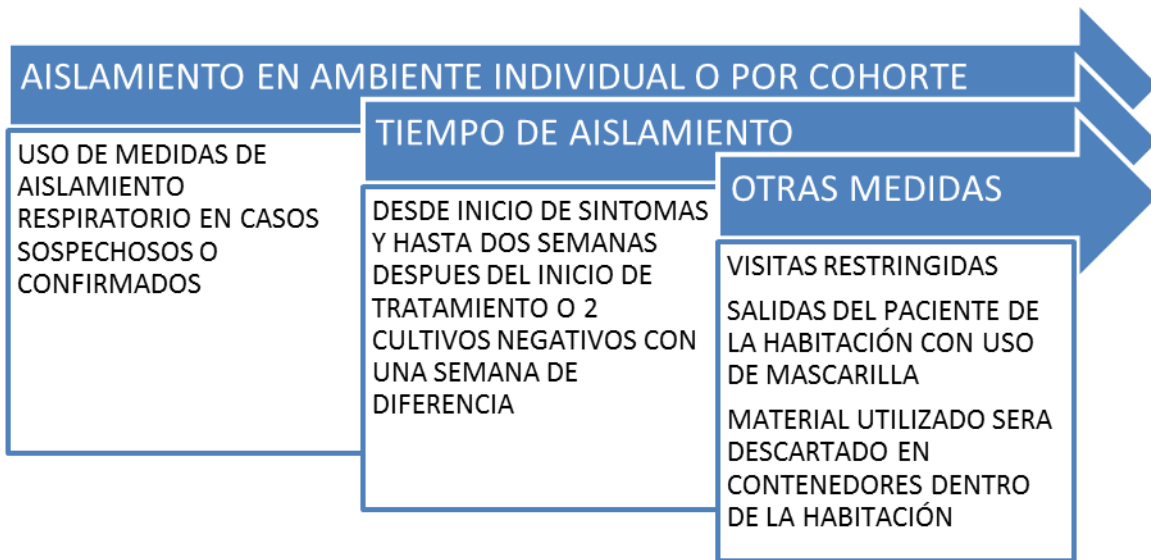 AISLAMIENTO EN AMBIENTE INDIVIDUAL O POR COHORTE
USO DE MEDIDAS DE
AISLAMIENTO
RESPIRATORIO EN CASOS
SOSPECHOSOS O
CONFIRMADOS
TIEMPO DE AISLAMIENTO
DESDE INICIO DE SINTOMAS
Y HASTA DOS SEMANAS
DESPUES DEL INICIO DE
TRATAMIENTO O 2
CULTIVOS NEGATIVOS CON
UNA SEMANA DE
DIFERENCIA
OTRAS MEDIDAS
VISITAS RESTRINGIDAS
SALIDAS DEL PACIENTE DE
LA HABITACIÓN CON USO
DE MASCARILLA
MATERIAL UTILIZADO SERA
DESCARTADO EN
CONTENEDORES DENTRO
DE LA HABITACIÓN